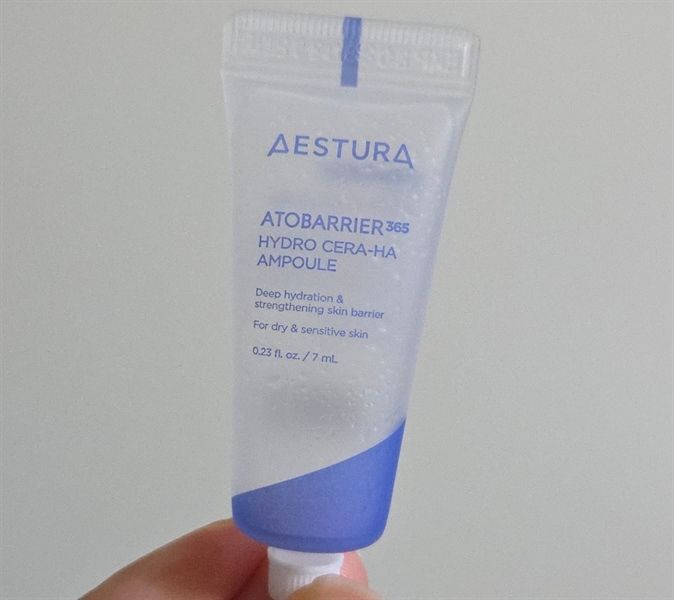 AESTURA
ATOBARRIER365
HYDRO CERA-HA
AMPOULE
Deep hydration &
strengthening skin barrier
For dry & sensitive skin
0.23 fl. oz. / 7 mL